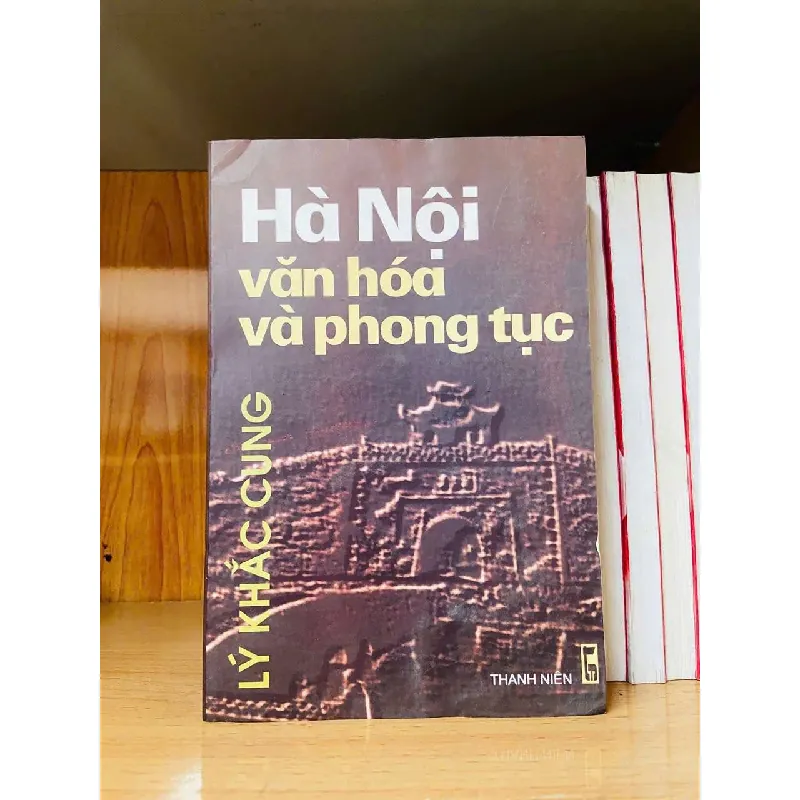 Hà Nội
văn hóa
và phong tục
LÝ KHẮC CUNG
THANH NIÊN